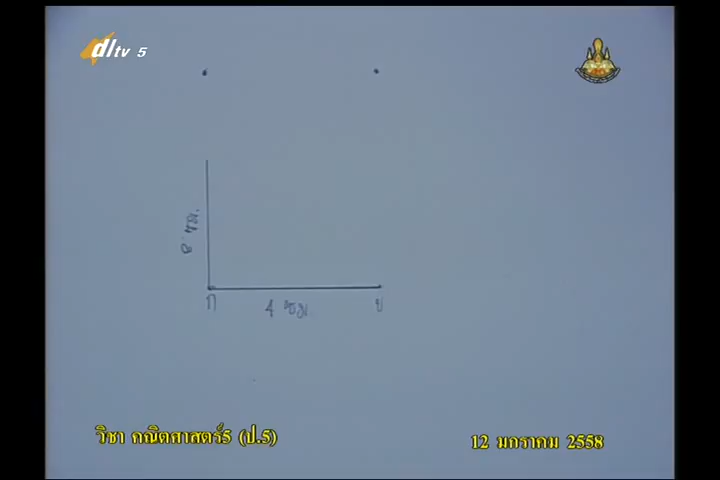 dltv 5
ก
4 ซม
ข
วิชา คณิตศาสตร์5 (ป.5)
12 มกราคม 2558